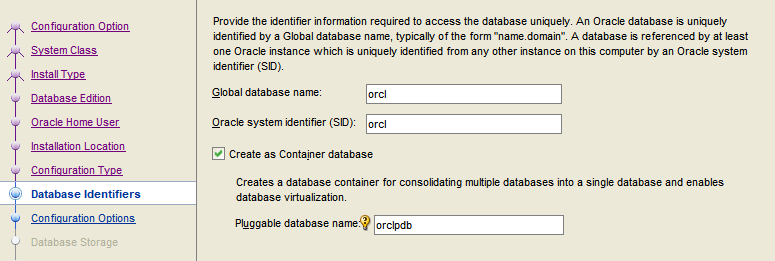 Configuration Option
System Class
Install Type
Database Edition
Oracle Home User
Installation Location
Configuration Type
Database Identifiers
Configuration Options
Database Storage
Provide the identifier information required to access the database uniquely. An Oracle database is uniquely
identified by a Global database name, typically of the form "name.domain". A database is referenced by at least
one Oracle instance which is uniquely identified from any other instance on this computer by an Oracle system
identifier (SID).
Global database name: orcl
Oracle system identifier (SID): orcl
Create as Container database
Creates a database container for consolidating multiple databases into a single database and enables
database virtualization.
Pluggable database name: orclpdb